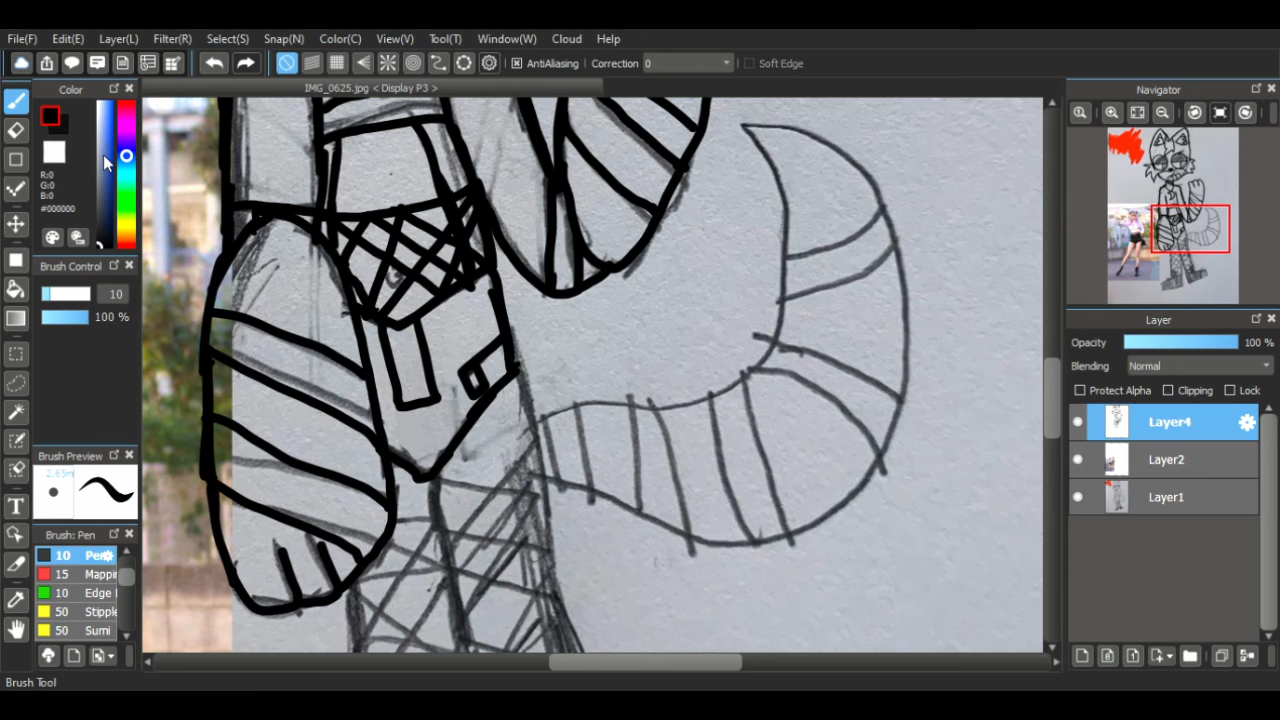 File(F) Edit(E) Layer(L) Filter(R) Select(S) Snap(N) Color(C) View(V) Tool(T) Window(W) Cloud Help
AntiAliasing Correction 0 Soft Edge
Color
IMG_0625.jpg < Display P3 >
Navigator
R:0
G:0
B:0
#000000
Brush Control
10
100 %
Layer
Opacity 100 %
Blending Normal
Protect Alpha Clipping Lock
Layer4
Layer2
Layer1
Brush Preview
Brush: Pen
10 Pen
15 Mappin
10 Edge
50 Stipple
50 Sumi
Brush Tool